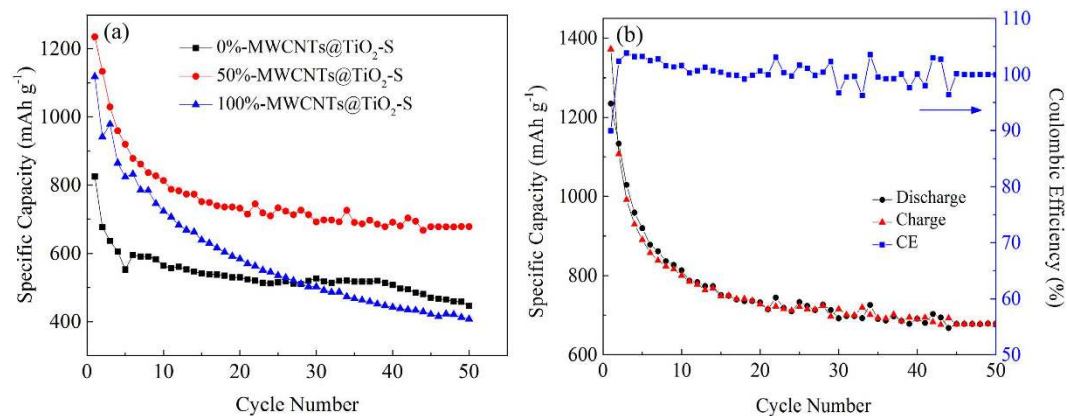 (a)
0%-MWCNTs@TiO₂-S
50%-MWCNTs@TiO₂-S
100%-MWCNTs@TiO₂-S
Specific Capacity (mAh g⁻¹)
1200
1000
800
600
400
0 10 20 30 40 50
Cycle Number
(b)
Discharge
Charge
CE
Specific Capacity (mAh g⁻¹)
1400
1200
1000
800
600
0 10 20 30 40 50
Cycle Number
110
100
90
80
70
60
50
Coulombic Efficiency (%)